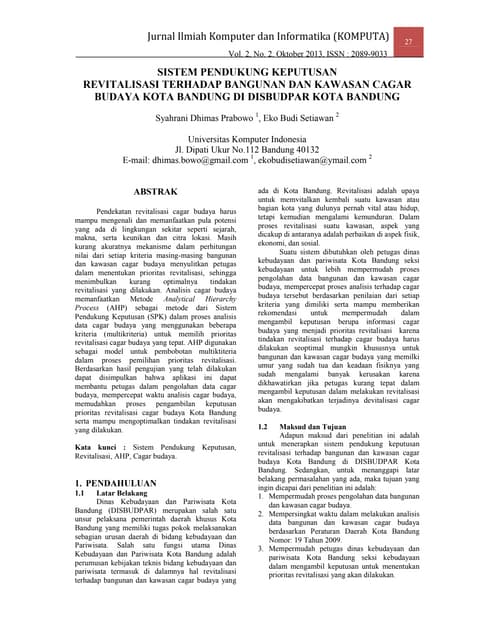 Jurnal Ilmiah Komputer dan Informatika (KOMPUTA)
27
Vol. 2, No. 2, Oktober 2013, ISSN : 2089-9033
SISTEM PENDUKUNG KEPUTUSAN
REVITALISASI TERHADAP BANGUNAN DAN KAWASAN CAGAR
BUDAYA KOTA BANDUNG DI DISBUDPAR KOTA BANDUNG
Syahrani Dhimas Prabowo 1, Eko Budi Setiawan 2
Universitas Komputer Indonesia
Jl. Dipati Ukur No.112 Bandung 40132
E-mail: dhimas.bowo@gmail.com 1, ekobudisetiawan@ymail.com 2
ABSTRAK
Pendekatan revitalisasi cagar budaya harus
mampu mengenali dan memanfaatkan pula potensi
yang ada di lingkungan sekitar seperti sejarah,
makna, serta keunikan dan citra lokasi. Masih
kurang akuratnya mekanisme dalam perhitungan
nilai dari setiap kriteria masing-masing bangunan
dan kawasan cagar budaya menyulitkan petugas
dalam menentukan prioritas revitalisasi, sehingga
menimbulkan kurang optimalnya tindakan
revitalisasi yang dilakukan. Analisis cagar budaya
memanfaatkan Metode Analytical Hierarchy
Process (AHP) sebagai metode dari Sistem
Pendukung Keputusan (SPK) dalam proses analisis
data cagar budaya yang menggunakan beberapa
kriteria (multikriteria) untuk memilih prioritas
revitalisasi cagar budaya yang tepat. AHP digunakan
sebagai model untuk pembobotan multiktiteria
dalam proses pemilihan prioritas revitalisasi.
Berdasarkan hasil pengujian yang telah dilakukan
dapat disimpulkan bahwa aplikasi ini dapat
membantu petugas dalam pengolahan data cagar
budaya, mempercepat waktu analisis cagar budaya,
memudahkan proses pengambilan keputusan
prioritas revitalisasi cagar budaya Kota Bandung
serta mampu mengoptimalkan tindakan revitalisasi
yang dilakukan.
Kata kunci : Sistem Pendukung Keputusan,
Revitalisasi, AHP, Cagar budaya.
1. PENDAHULUAN
1.1 Latar Belakang
Dinas Kebudayaan dan Pariwisata Kota
Bandung (DISBUDPAR) merupakan salah satu
unsur pelaksana pemerintah daerah khusus Kota
Bandung yang memiliki tugas pokok melaksanakan
sebagian urusan daerah di bidang kebudayaan dan
Pariwisata. Salah satu fungsi utama Dinas
Kebudayaan dan Pariwisata Kota Bandung adalah
perumusan kebijakan teknis bidang kebudayaan dan
pariwisata termasuk di dalamnya hal revitalisasi
terhadap bangunan dan kawasan cagar budaya yang
ada di Kota Bandung. Revitalisasi adalah upaya
untuk memvitalkan kembali suatu kawasan atau
bagian kota yang dulunya pernah vital atau hidup,
tetapi kemudian mengalami kemunduran. Dalam
proses revitalisasi suatu kawasan, aspek yang
dicakup di antaranya adalah perbaikan di aspek fisik,
ekonomi, dan sosial.
Suatu sistem dibutuhkan oleh petugas dinas
kebudayaan dan pariwisata Kota Bandung seksi
kebudayaan untuk lebih mempermudah proses
pengolahan data bangunan dan kawasan cagar
budaya, mempercepat proses analisis terhadap cagar
budaya tersebut berdasarkan penilaian dari setiap
kriteria yang dimiliki serta mampu memberikan
rekomendasi untuk mempermudah dalam
mengambil keputusan berupa informasi cagar
budaya yang menjadi prioritas revitalisasi karena
tindakan revitalisasi terhadap cagar budaya harus
dilakukan seoptimal mungkin khususnya untuk
bangunan dan kawasan cagar budaya yang memilki
umur yang sudah tua dan keadaan fisiknya yang
sudah mengalami banyak kerusakan karena
dikhawatirkan jika petugas kurang tepat dalam
mengambil keputusan dalam melakukan revitalisasi
akan mengakibatkan terjadinya devitalisasi cagar
budaya.
1.2 Maksud dan Tujuan
Adapun maksud dari penelitian ini adalah
untuk menerapkan sistem pendukung keputusan
revitalisasi terhadap bangunan dan kawasan cagar
budaya Kota Bandung di DISBUDPAR Kota
Bandung. Sedangkan, untuk menanggapi latar
belakang permasalahan yang ada, maka tujuan yang
ingin dicapai dari penelitian ini adalah:
1. Mempermudah proses pengolahan data bangunan
dan kawasan cagar budaya.
2. Mempersingkat waktu dalam melakukan analisis
data bangunan dan kawasan cagar budaya
berdasarkan Peraturan Daerah Kota Bandung
Nomor: 19 Tahun 2009.
3. Mempermudah petugas dinas kebudayaan dan
pariwisata Kota Bandung seksi kebudayaan
dalam mengambil keputusan untuk menentukan
prioritas revitalisasi yang akan dilakukan.